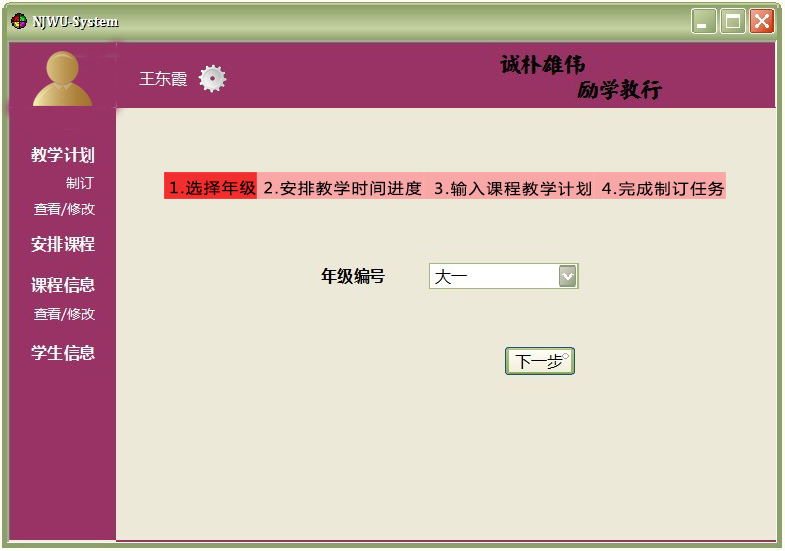 NJWU-System
王东霞
诚朴雄伟
励学敦行
教学计划
制订
查看/修改
安排课程
课程信息
查看/修改
学生信息
1.选择年级 2.安排教学时间进度 3.输入课程教学计划 4.完成制订任务
年级编号 大一
下一步